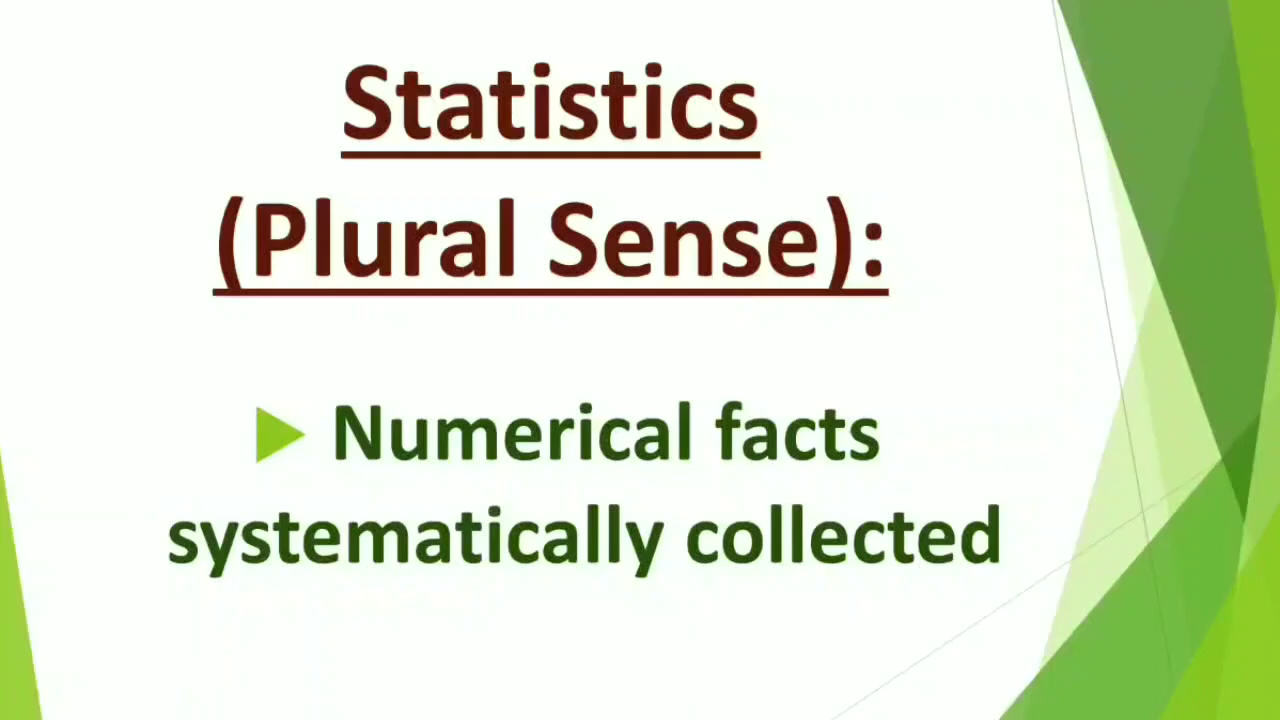 Statistics
(Plural Sense):
Numerical facts
systematically collected